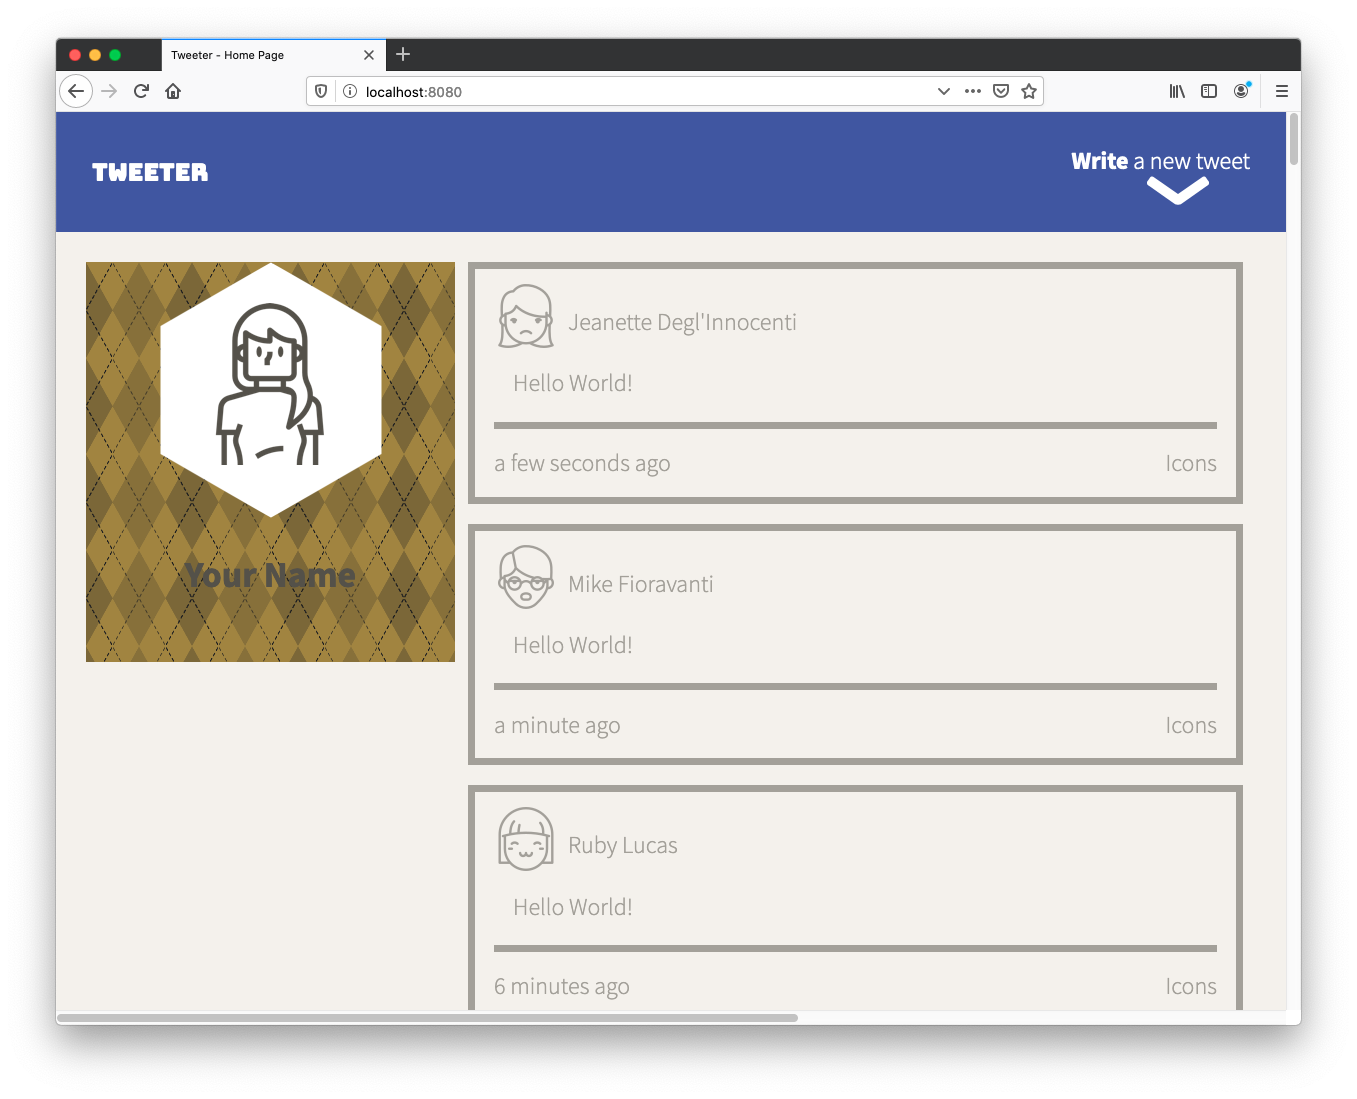 Tweeter - Home Page
localhost:8080
TWEETER
Write a new tweet
Your Name
Jeanette Degl'Innocenti
Hello World!
a few seconds ago
Icons
Mike Fioravanti
Hello World!
a minute ago
Icons
Ruby Lucas
Hello World!
6 minutes ago
Icons